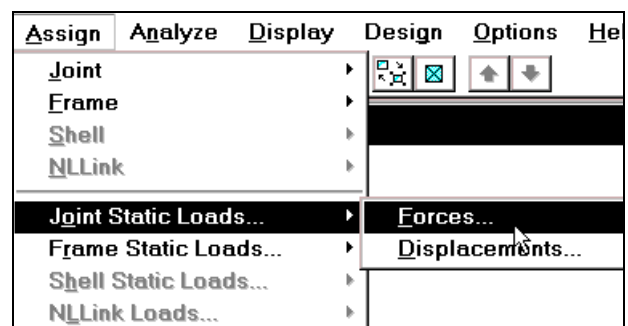 Assign Analyze Display Design Options Hel
Joint
Frame
Shell
NLLink
Joint Static Loads... Forces...
Frame Static Loads... Displacements...
Shell Static Loads...
NLLink Loads...